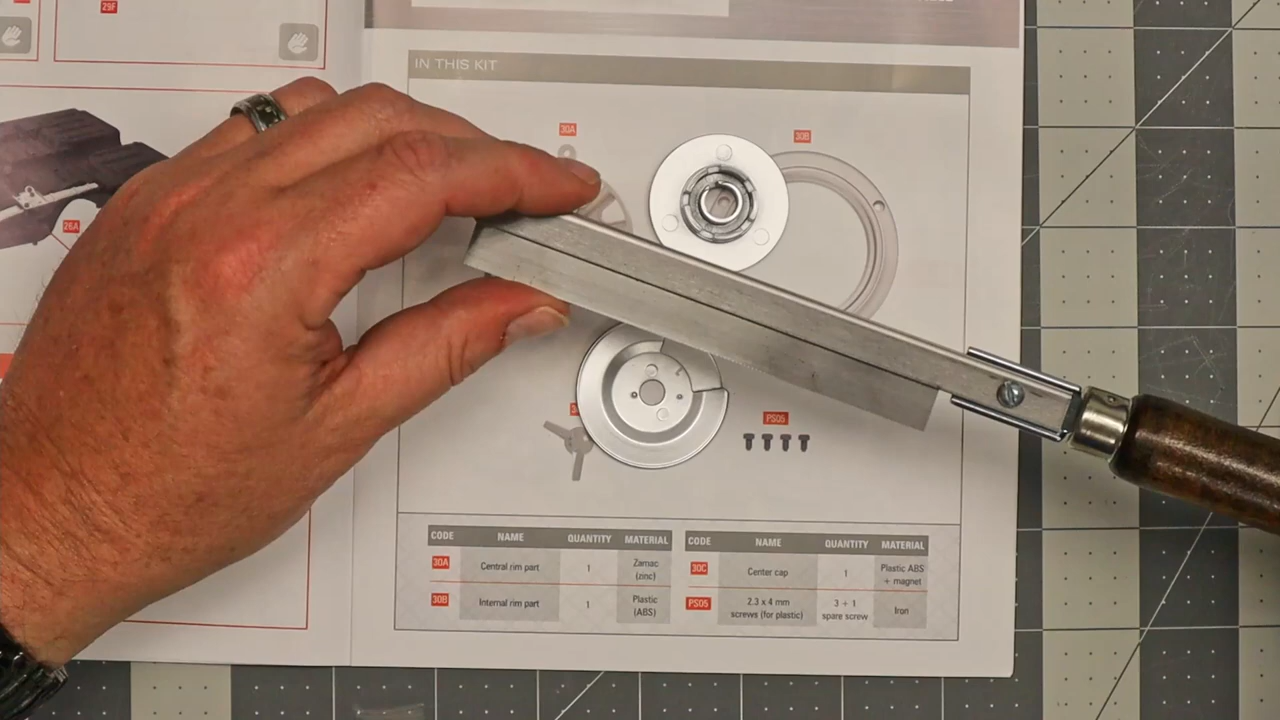 29F
IN THIS KIT
30A
30B
26A
PS05
CODE NAME QUANTITY MATERIAL
30A Central rim part 1 Zamac
(zinc)
30B Internal rim part 1 Plastic
(ABS)
CODE NAME QUANTITY MATERIAL
30C Center cap 1 Plastic ABS
+ magnet
PS05 2.3 x 4 mm
screws (for plastic) 3 + 1
spare screw Iron